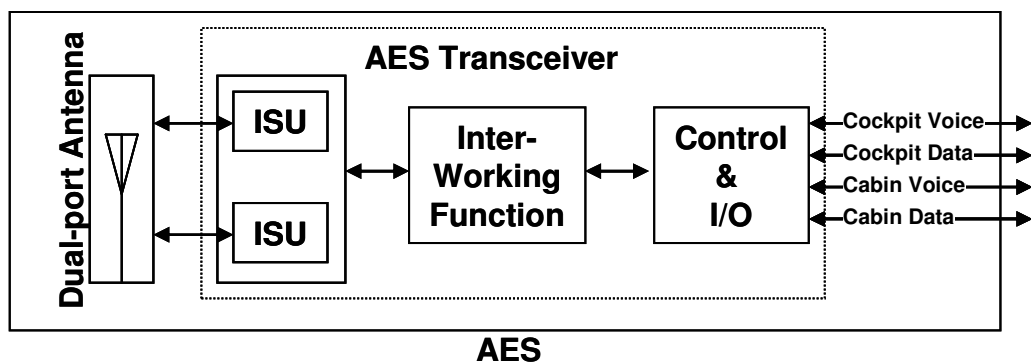 Dual-port Antenna
AES Transceiver
ISU
ISU
Inter-
Working
Function
Control
&
I/O
Cockpit Voice
Cockpit Data
Cabin Voice
Cabin Data
AES